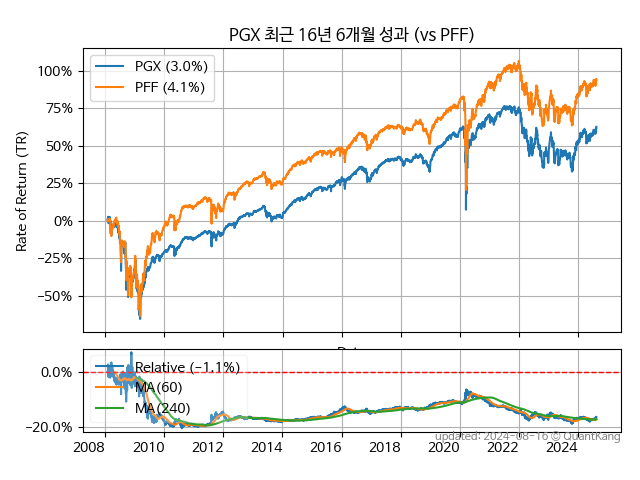 PGX 최근 16년 6개월 성과 (vs PFF)
Rate of Return (TR)
100%
75%
50%
25%
0%
−25%
−50%
PGX (3.0%)
PFF (4.1%)
0.0%
−20.0%
Relative (−1.1%)
MA(60)
MA(240)
2008 2010 2012 2014 2016 2018 2020 2022 2024
updated: 2024-08-16 © QuantKang